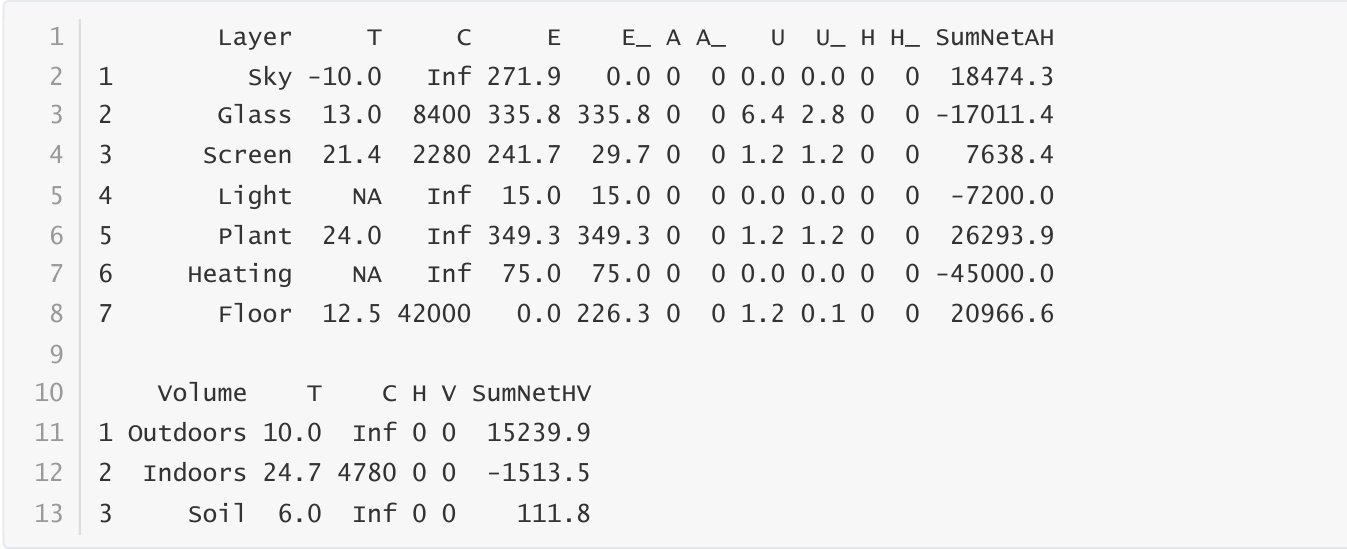 1         Layer     T     C     E    E_ A A_   U  U_ H H_ SumNetAH
2  1        Sky -10.0   Inf 271.9   0.0 0  0 0.0 0.0 0  0  18474.3
3  2      Glass  13.0  8400 335.8 335.8 0  0 6.4 2.8 0  0 -17011.4
4  3     Screen  21.4  2280 241.7  29.7 0  0 1.2 1.2 0  0   7638.4
5  4      Light    NA   Inf  15.0  15.0 0  0 0.0 0.0 0  0  -7200.0
6  5      Plant  24.0   Inf 349.3 349.3 0  0 1.2 1.2 0  0  26293.9
7  6    Heating    NA   Inf  75.0  75.0 0  0 0.0 0.0 0  0 -45000.0
8  7      Floor  12.5 42000   0.0 226.3 0  0 1.2 0.1 0  0  20966.6
9
10     Volume    T    C H V SumNetHV
11 1 Outdoors 10.0  Inf 0 0  15239.9
12 2  Indoors 24.7 4780 0 0  -1513.5
13 3     Soil  6.0  Inf 0 0    111.8